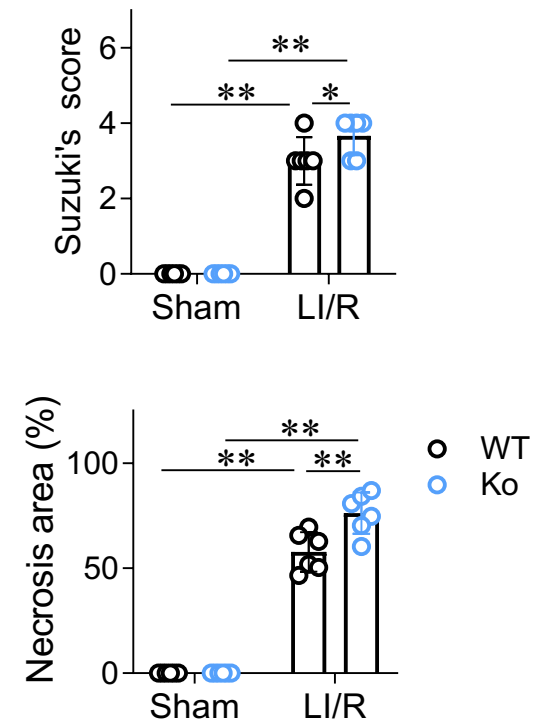 Suzuki's score
6
4
2
0
**
**
*
Sham
LI/R
Necrosis area (%)
100
50
0
**
**
**
Sham
LI/R
WT
Ko